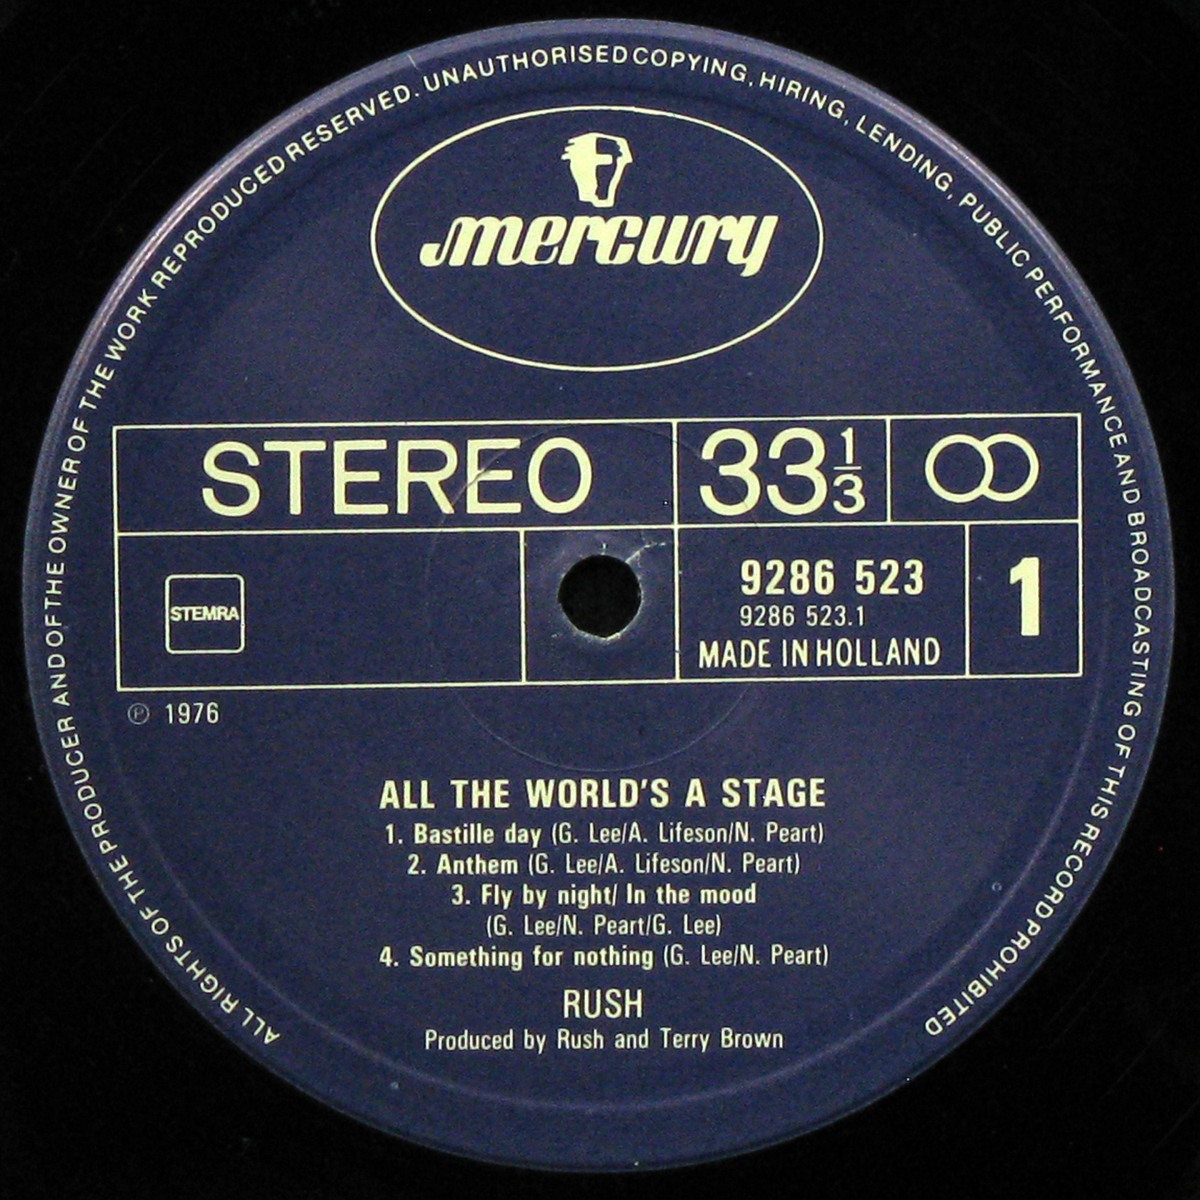 ALL RIGHTS OF THE PRODUCER AND OF THE OWNER OF THE WORK REPRODUCED RESERVED. UNAUTHORISED COPYING, HIRING, LENDING, PUBLIC PERFORMANCE AND BROADCASTING OF THIS RECORD PROHIBITED
mercury
STEREO 33 1/3
STEMRA
9286 523
9286 523.1
MADE IN HOLLAND
1
℗ 1976
ALL THE WORLD'S A STAGE
1. Bastille day (G. Lee/A. Lifeson/N. Peart)
2. Anthem (G. Lee/A. Lifeson/N. Peart)
3. Fly by night/ In the mood
(G. Lee/N. Peart/G. Lee)
4. Something for nothing (G. Lee/N. Peart)
RUSH
Produced by Rush and Terry Brown